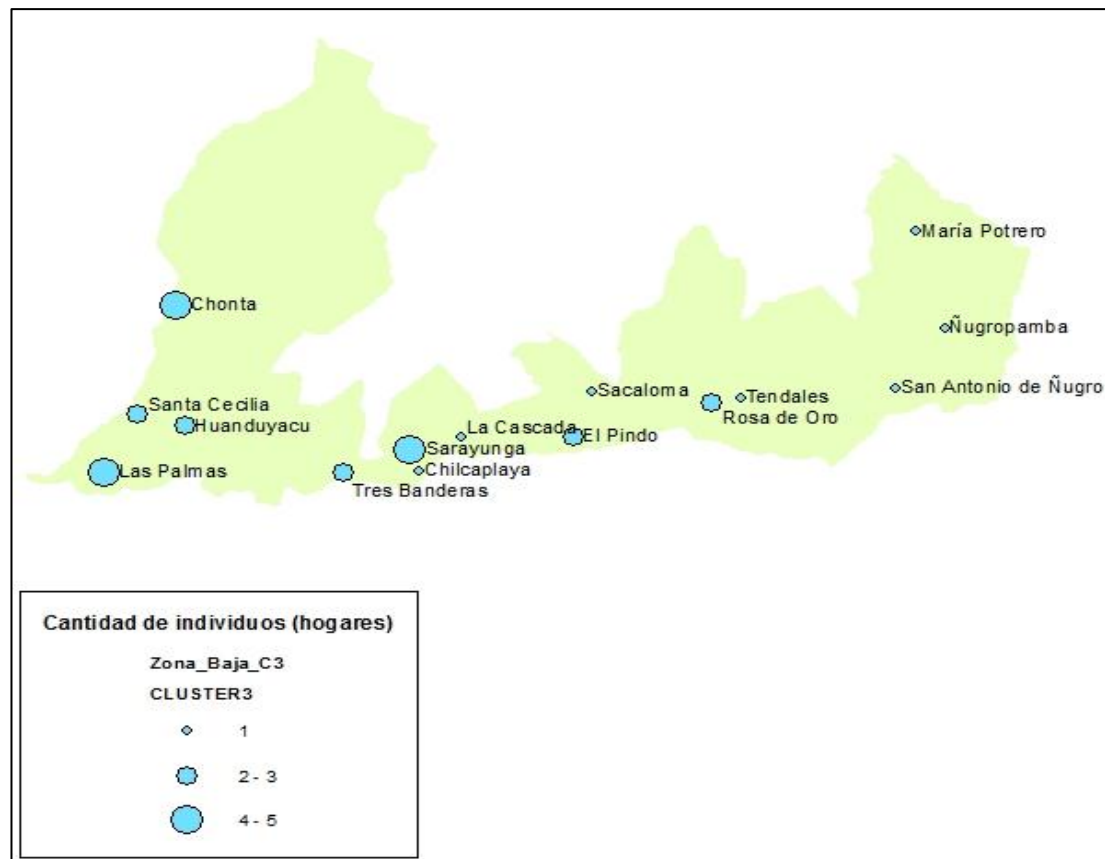 María Potrero
Chonta
Ñugropamba
San Antonio de Ñugro
Sacaloma
Tendales
Santa Cecilia
Rosa de Oro
Huanduyacu
La Cascada
El Pindo
Sarayunga
Las Palmas
Chilcaplaya
Tres Banderas
Cantidad de individuos (hogares)
Zona_Baja_C3
CLUSTER3
1
2 - 3
4 - 5